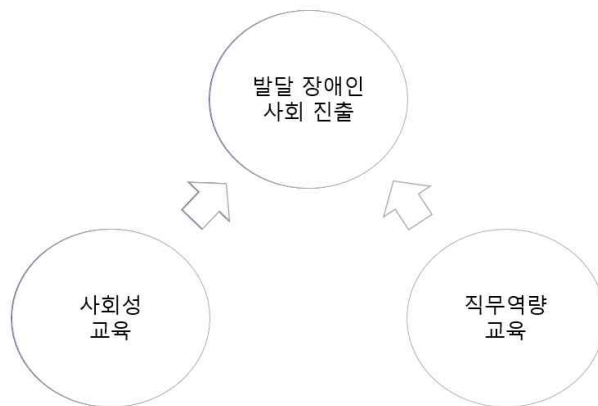 발달 장애인
사회 진출
사회성
교육
직무역량
교육